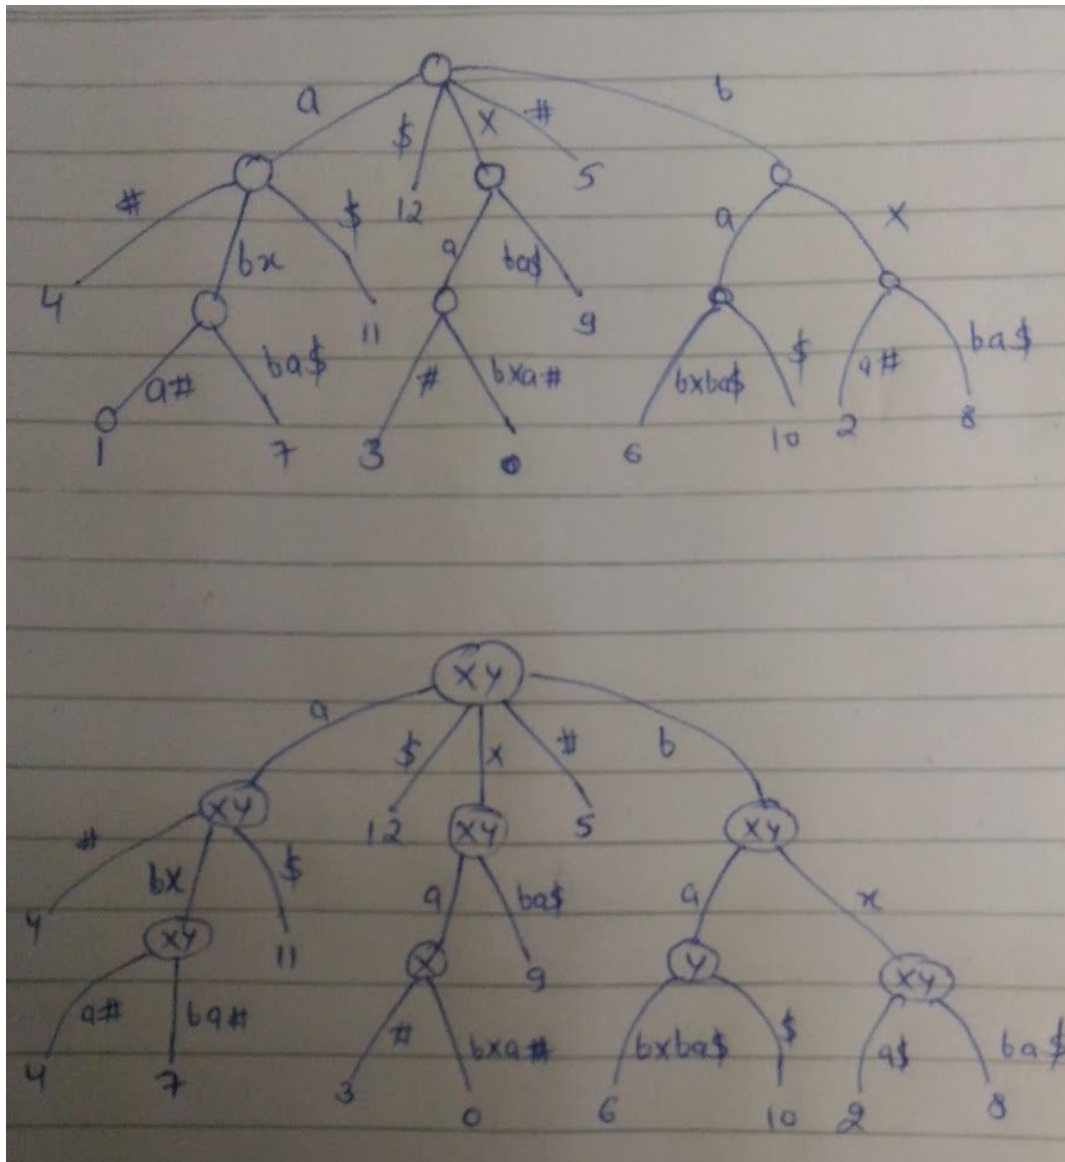 a $ x # b
# bx $ 12 a ba$ 5 a x
4 a# ba$ 11 # bxa# 9 bxba$ $ a# ba$
1 7 3 0 6 10 2 8
XY
a $ x # b
XY 12 XY 5 XY
# bx $ a ba$ a x
4 XY 11 X 9 Y XY
a# ba# # bxa# bxba$ $ a$ ba$
4 7 3 0 6 10 2 8